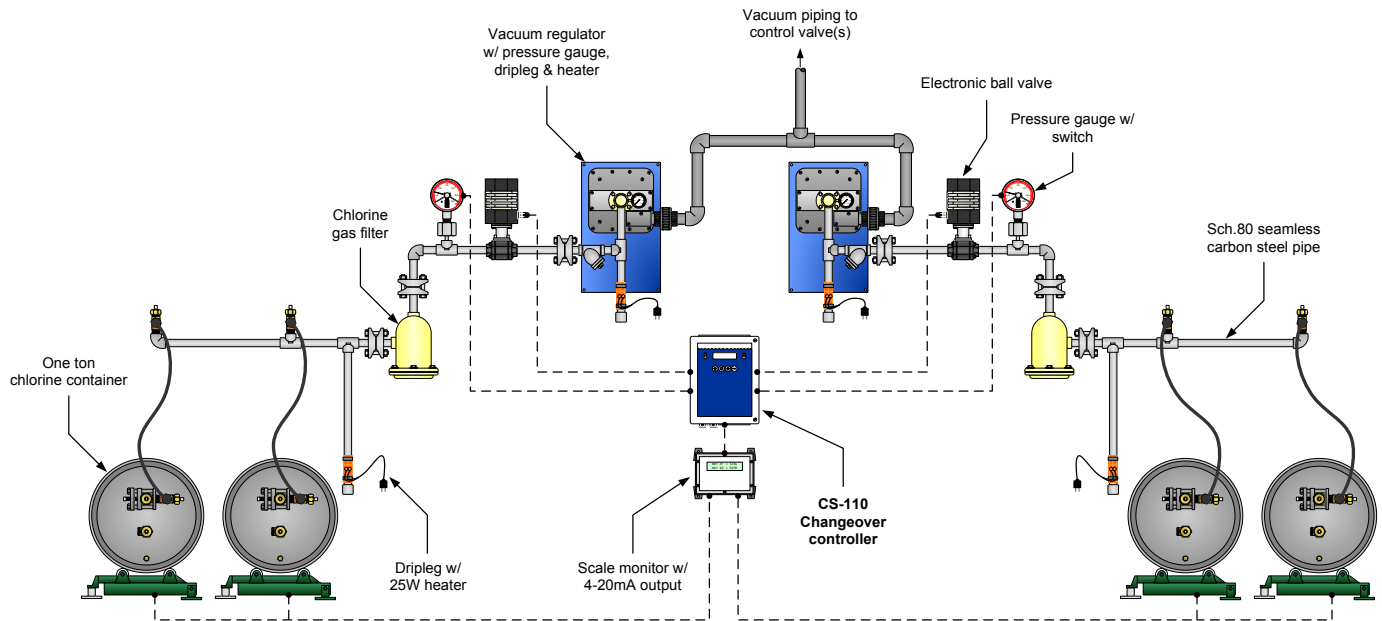 Vacuum piping to
control valve(s)
Vacuum regulator
w/ pressure gauge,
dripleg & heater
Electronic ball valve
Pressure gauge w/
switch
Chlorine
gas filter
Sch.80 seamless
carbon steel pipe
One ton
chlorine container
CS-110
Changeover
controller
Dripleg w/
25W heater
Scale monitor w/
4-20mA output